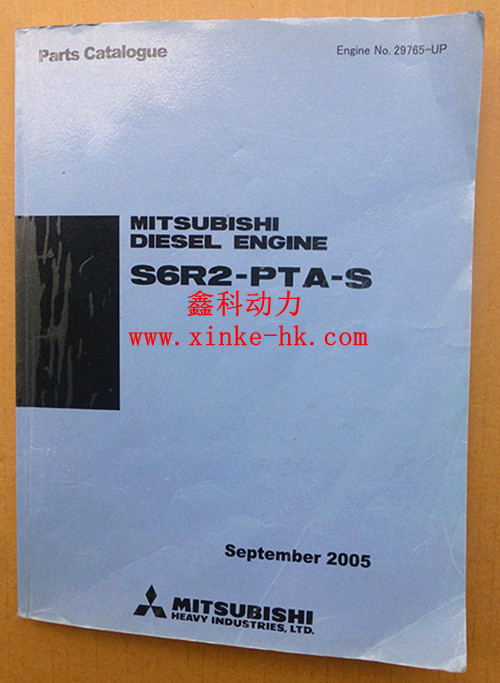 Parts Catalogue
Engine No. 29765-UP
MITSUBISHI
DIESEL ENGINE
S6R2-PTA-S
鑫科动力
www.xinke-hk.com
September 2005
MITSUBISHI
HEAVY INDUSTRIES, LTD.